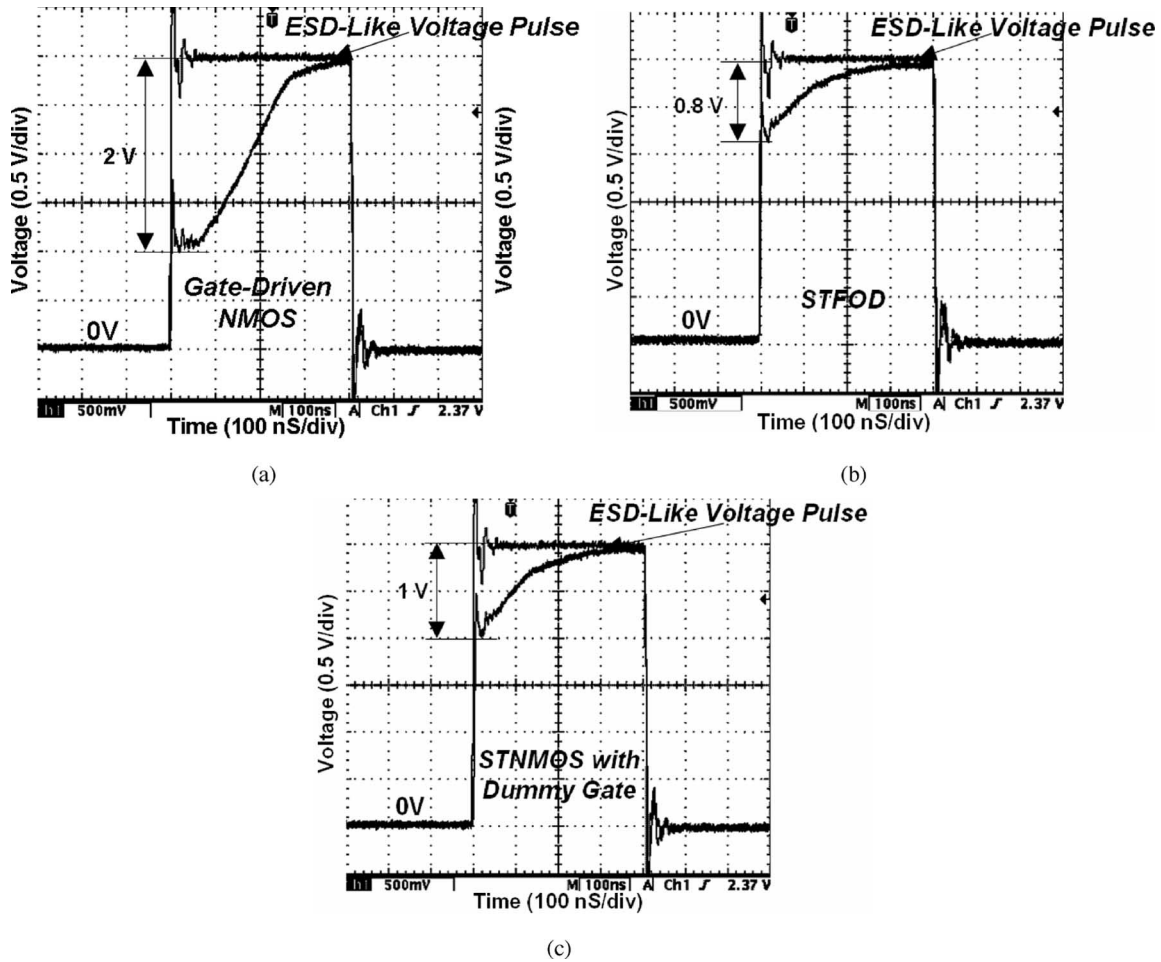 ESD-Like Voltage Pulse
2 V
Voltage (0.5 V/div)
Gate-Driven
NMOS
0V
500mV M 100ns A Ch1 2.37 V
Time (100 nS/div)
(a)
ESD-Like Voltage Pulse
0.8 V
Voltage (0.5 V/div)
STFOD
0V
500mV M 100ns A Ch1 2.37 V
Time (100 nS/div)
(b)
ESD-Like Voltage Pulse
1 V
Voltage (0.5 V/div)
STNMOS with
Dummy Gate
0V
500mV M 100ns A Ch1 2.37 V
Time (100 nS/div)
(c)